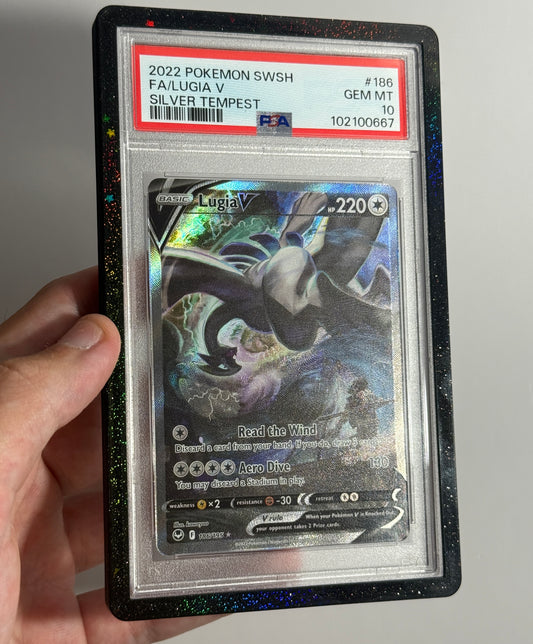 2022 POKEMON SWSH #186
FA/LUGIA V GEM MT
SILVER TEMPEST 10
PSA 102100667
BASIC Lugia V HP 220
Read the Wind
Discard a card from your hand. If you do, draw 3 cards.
Aero Dive 130
You may discard a Stadium in play.
weakness ×2 resistance -30 retreat
V rule When your Pokémon V is Knocked Out,
your opponent takes 2 Prize cards.
Illus.
F 186/195